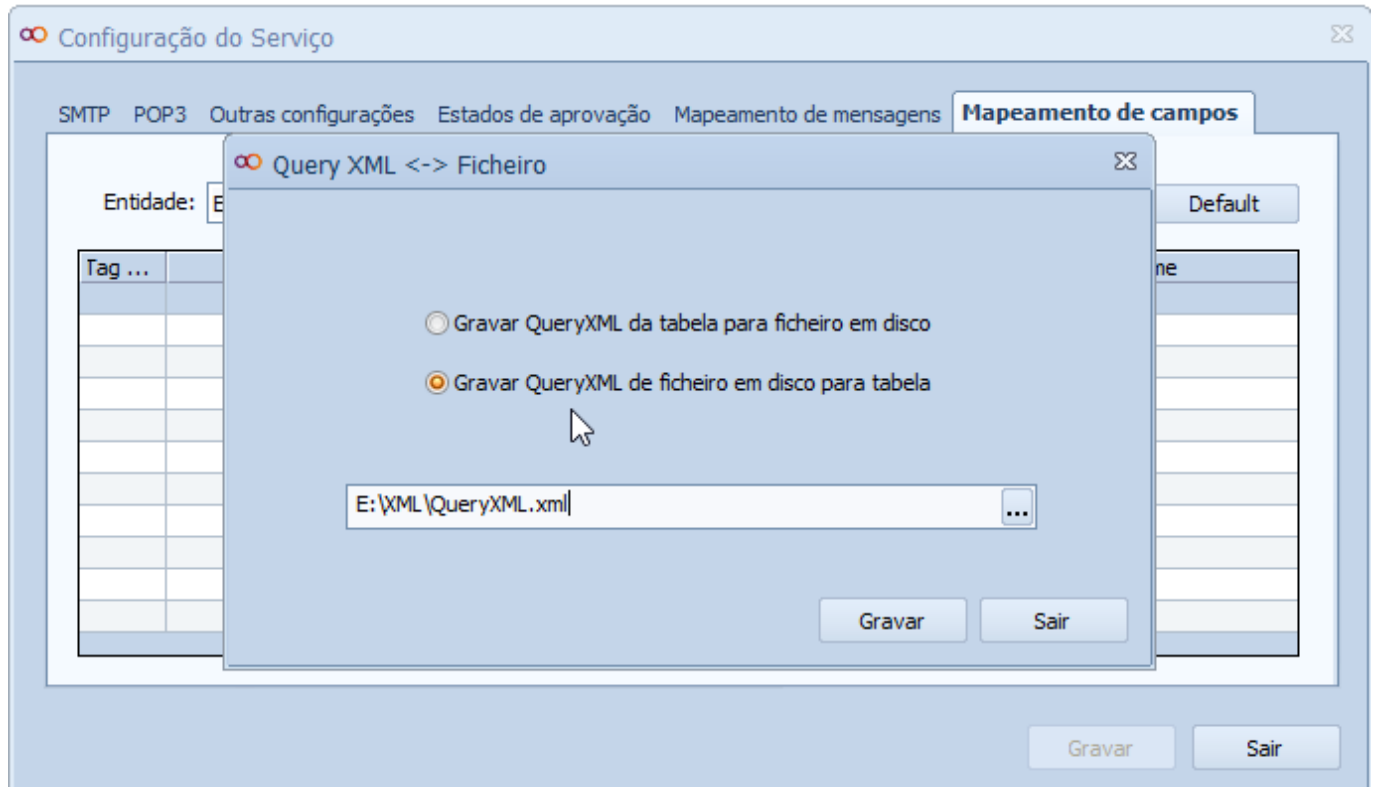 Configuração do Serviço
SMTP POP3 Outras configurações Estados de aprovação Mapeamento de mensagens Mapeamento de campos
Query XML <-> Ficheiro
Entidade: E
Default
Tag ...
me
Gravar QueryXML da tabela para ficheiro em disco
Gravar QueryXML de ficheiro em disco para tabela
E:\XML\QueryXML.xml
...
Gravar Sair
Gravar Sair